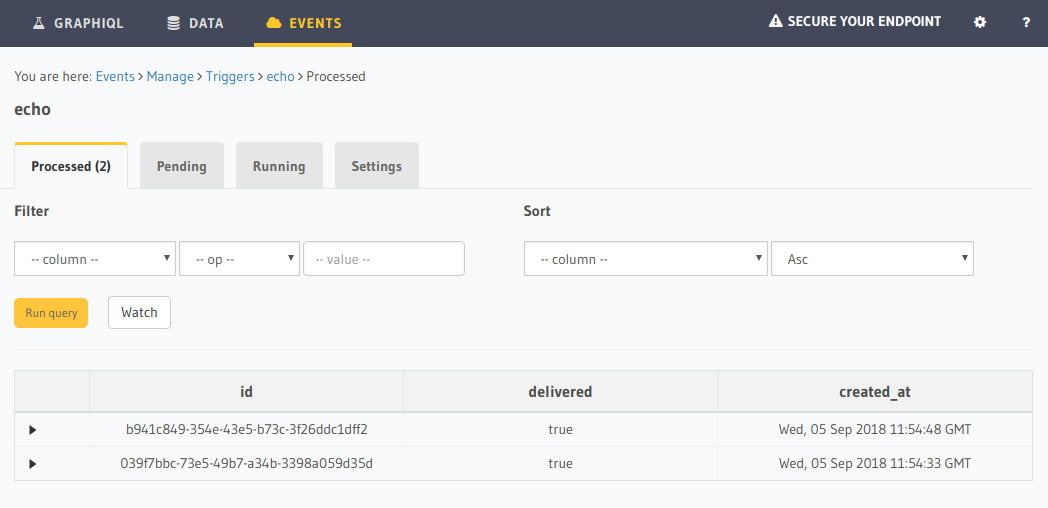 GRAPHIQL DATA EVENTS SECURE YOUR ENDPOINT ?
You are here: Events > Manage > Triggers > echo > Processed
echo
Processed (2) Pending Running Settings
Filter Sort
-- column -- -- op -- -- value -- -- column -- Asc
Run query Watch
id delivered created_at
b941c849-354e-43e5-b73c-3f26ddc1dff2 true Wed, 05 Sep 2018 11:54:48 GMT
039f7bbc-73e5-49b7-a34b-3398a059d35d true Wed, 05 Sep 2018 11:54:33 GMT